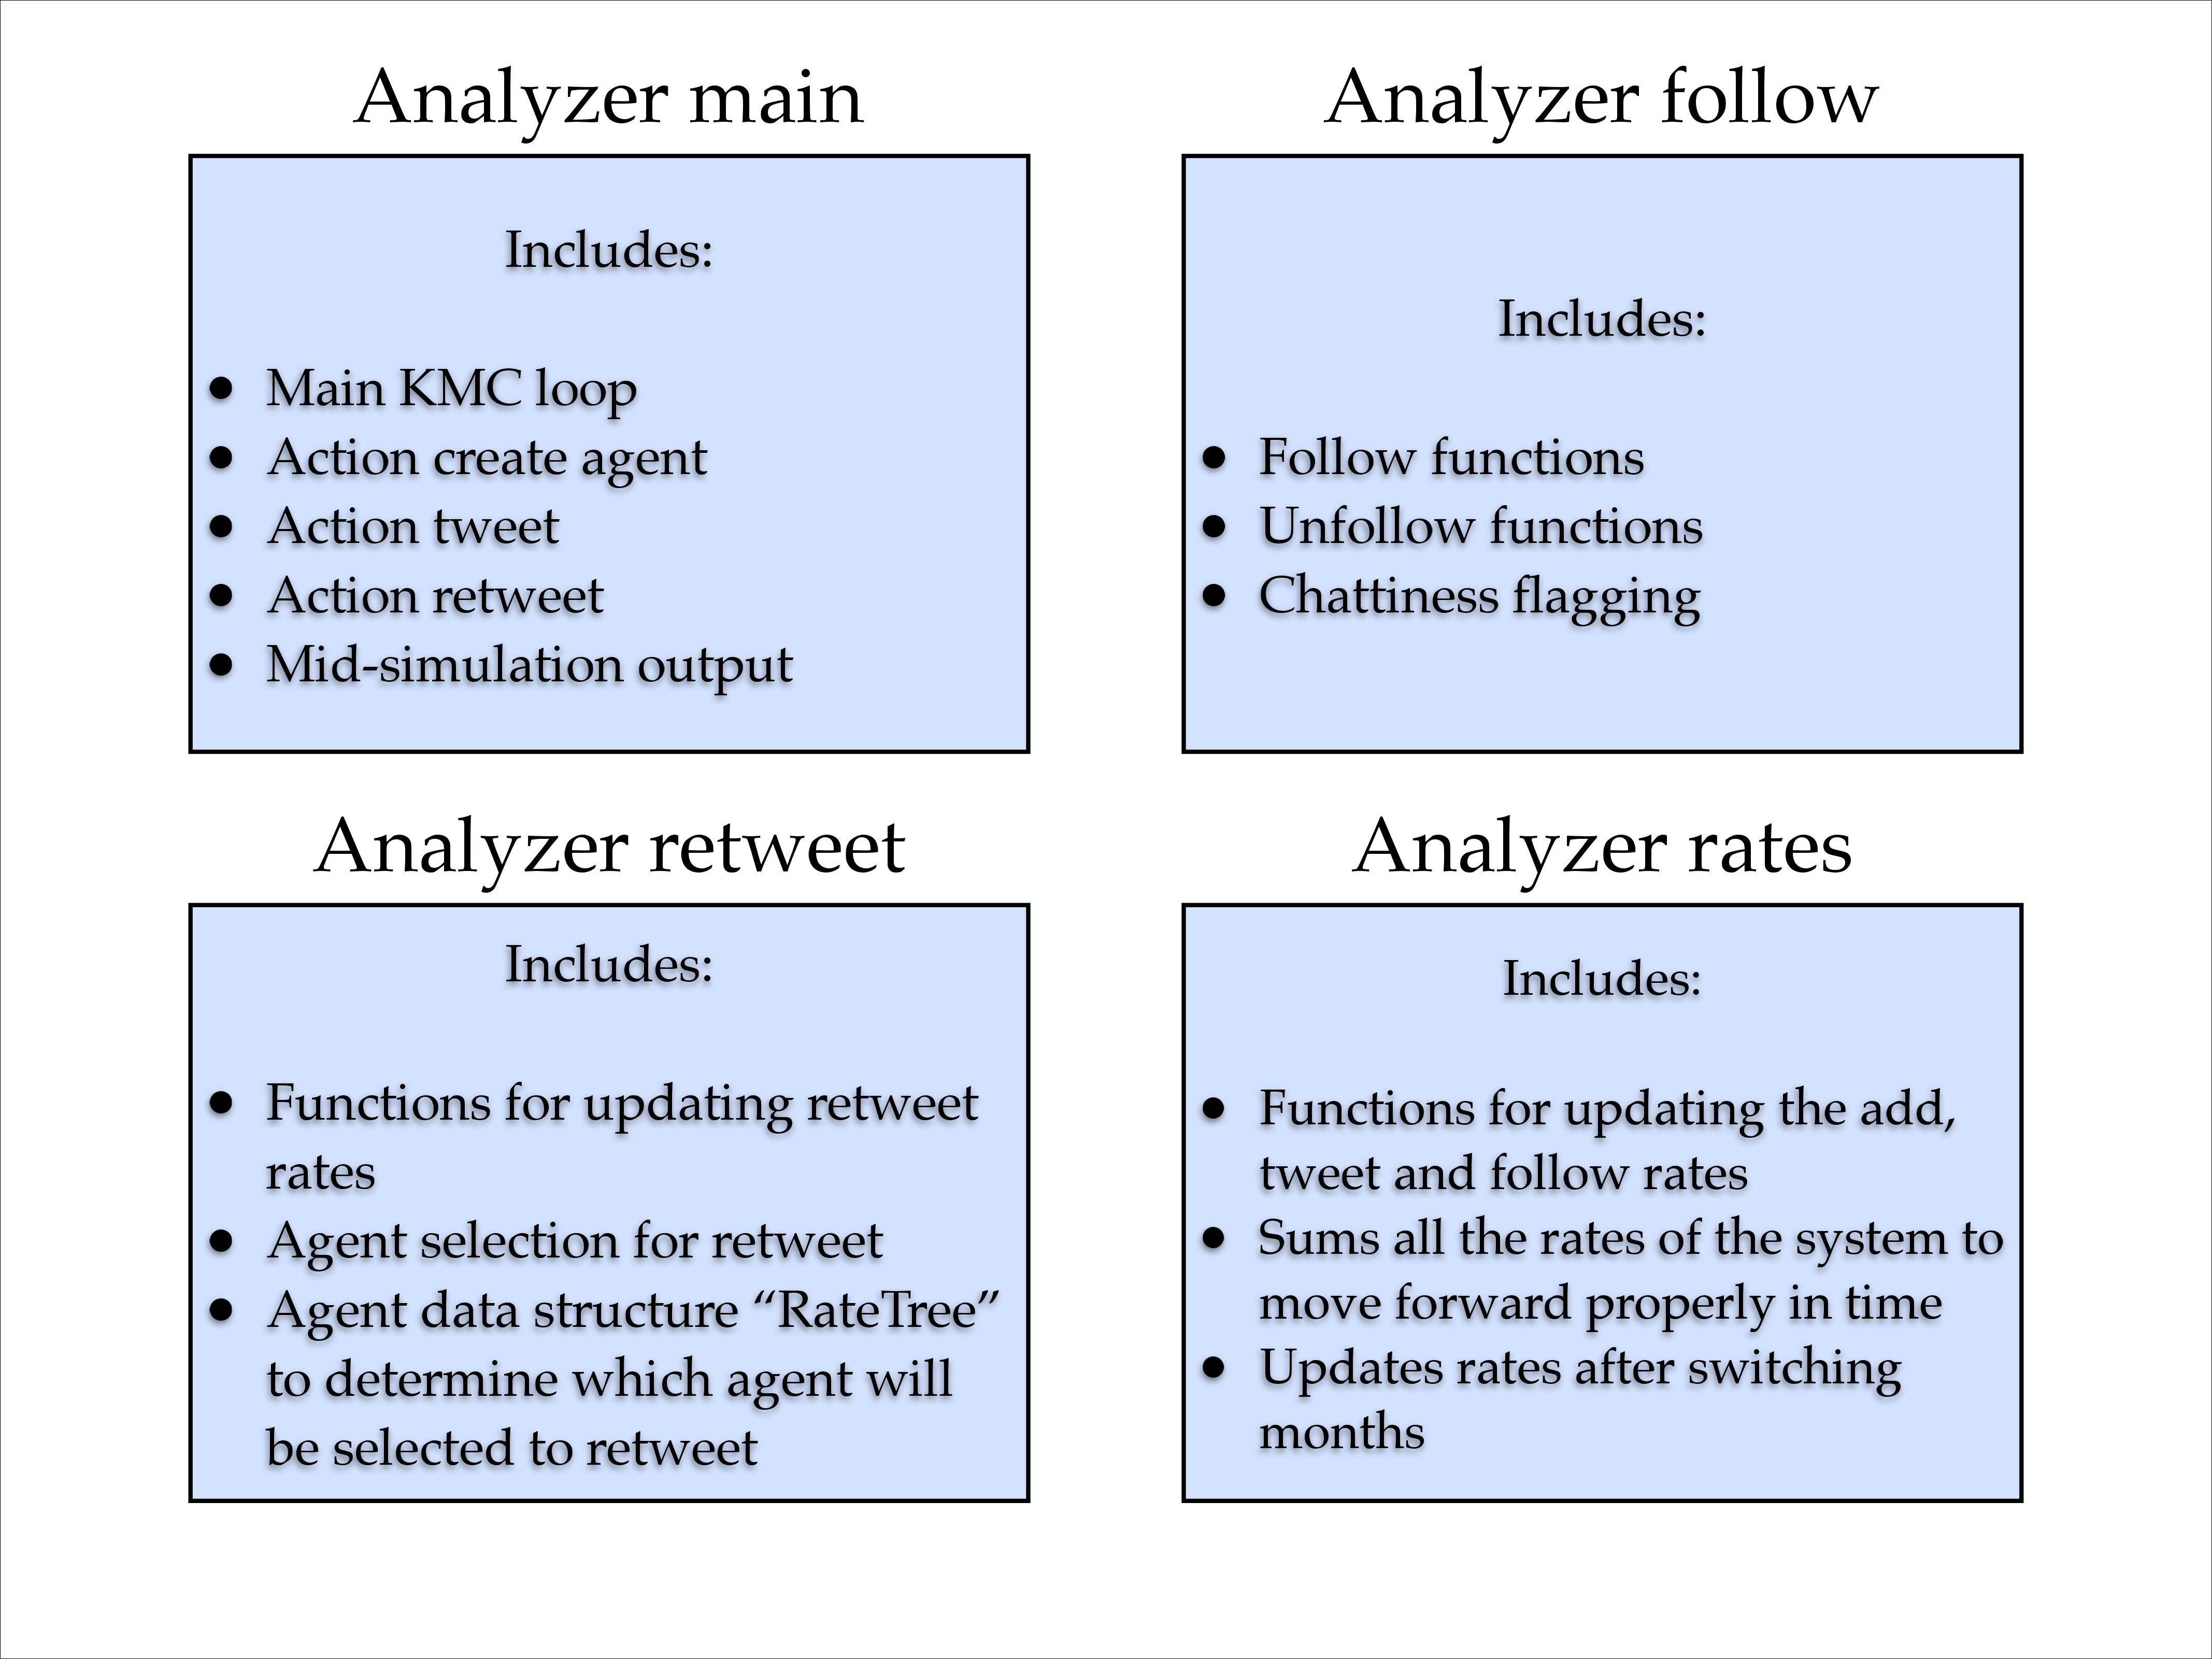 Analyzer main
Includes:
● Main KMC loop
● Action create agent
● Action tweet
● Action retweet
● Mid-simulation output
Analyzer follow
Includes:
● Follow functions
● Unfollow functions
● Chattiness flagging
Analyzer retweet
Includes:
● Functions for updating retweet
rates
● Agent selection for retweet
● Agent data structure “RateTree”
to determine which agent will
be selected to retweet
Analyzer rates
Includes:
● Functions for updating the add,
tweet and follow rates
● Sums all the rates of the system to
move forward properly in time
● Updates rates after switching
months